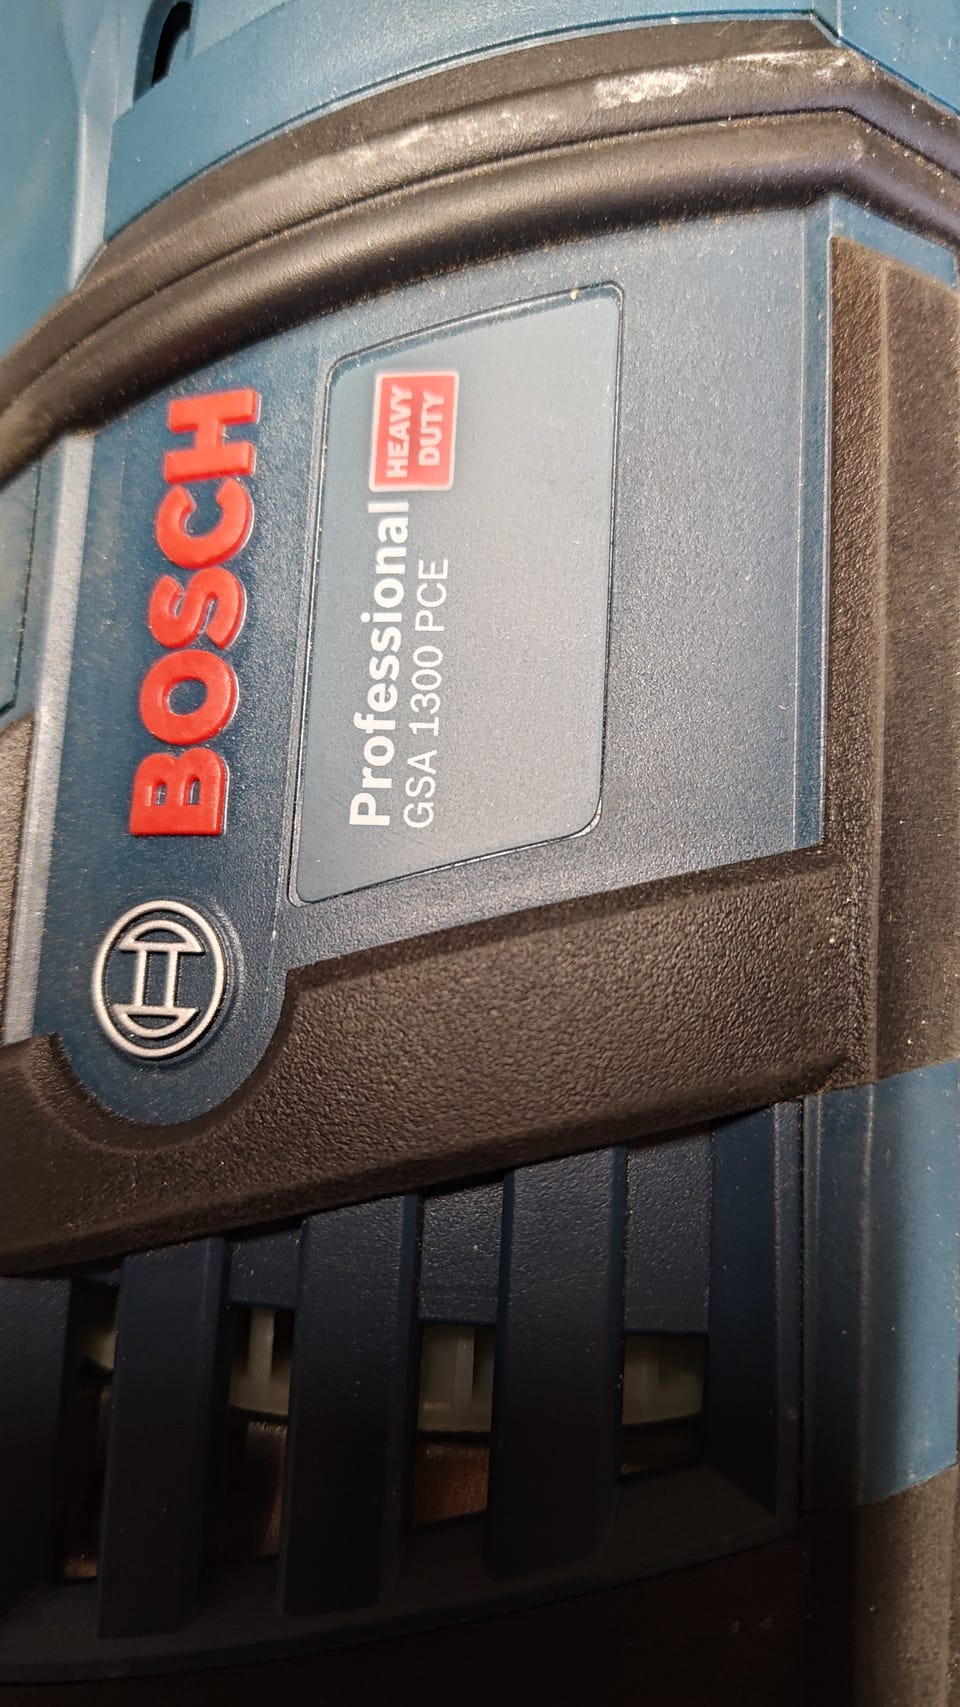 BOSCH
Professional
HEAVY
DUTY
GSA 1300 PCE